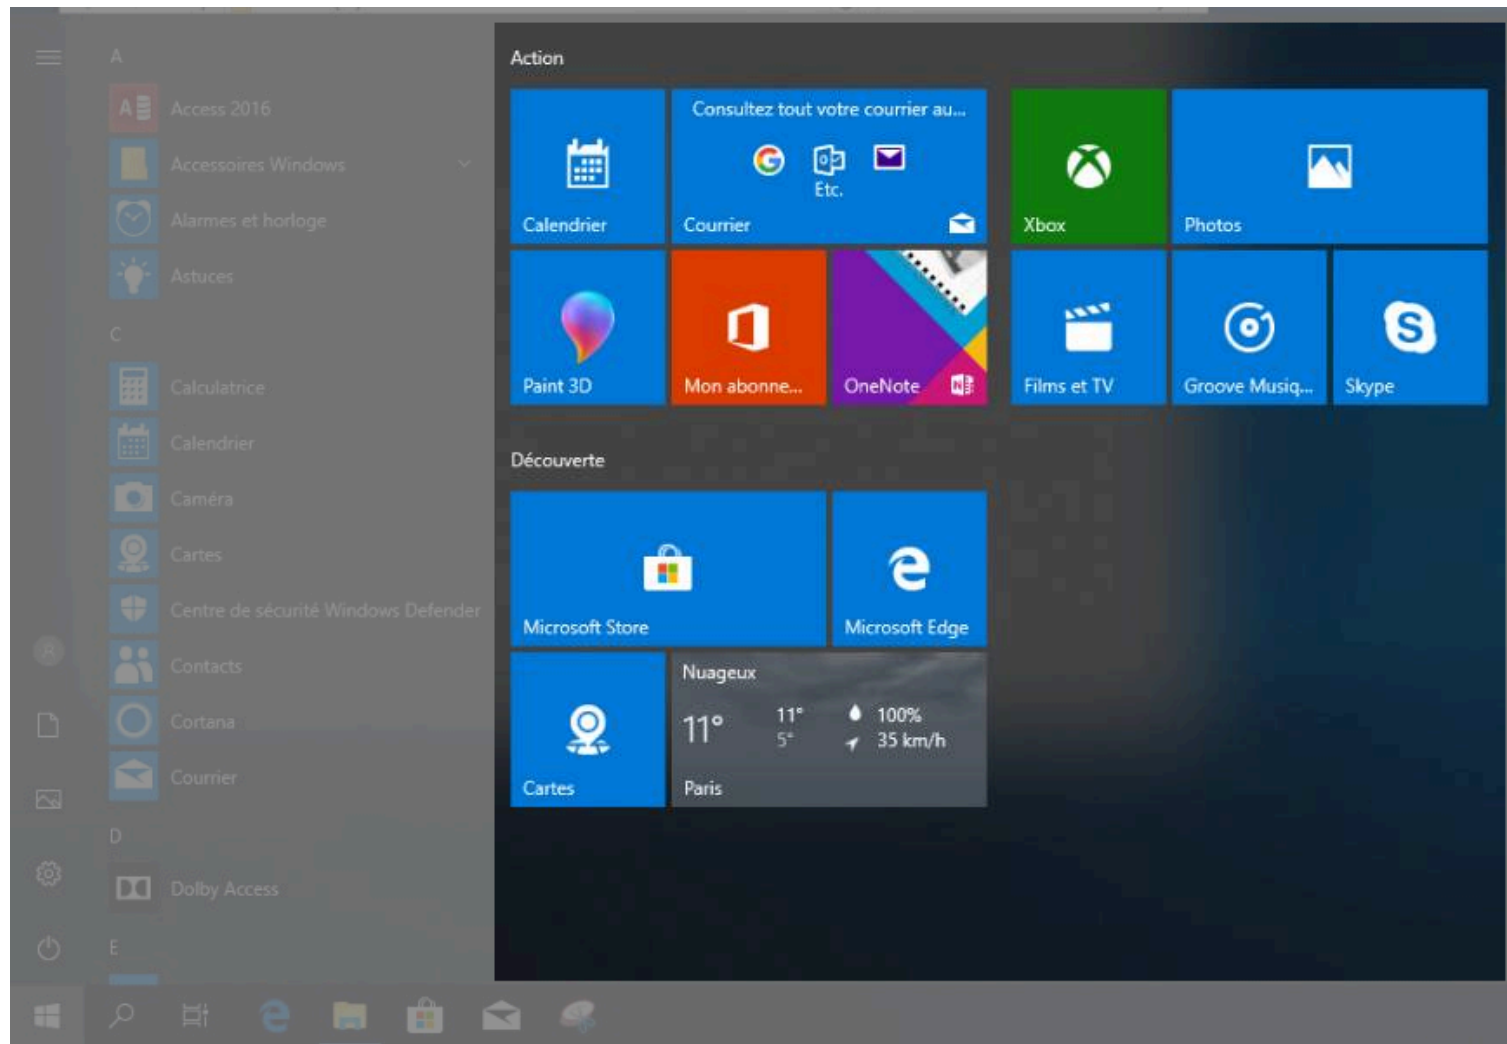 A
Access 2016
Accessoires Windows
Alarmes et horloge
Astuces
C
Calculatrice
Calendrier
Caméra
Cartes
Centre de sécurité Windows Defender
Contacts
Cortana
Courrier
D
Dolby Access
E
Action
Consultez tout votre courrier au...
Etc.
Calendrier
Courrier
Xbox
Photos
Paint 3D
Mon abonne...
OneNote
Films et TV
Groove Musiq...
Skype
Découverte
Microsoft Store
Microsoft Edge
Cartes
Nuageux
11° 11° 100%
5° 35 km/h
Paris